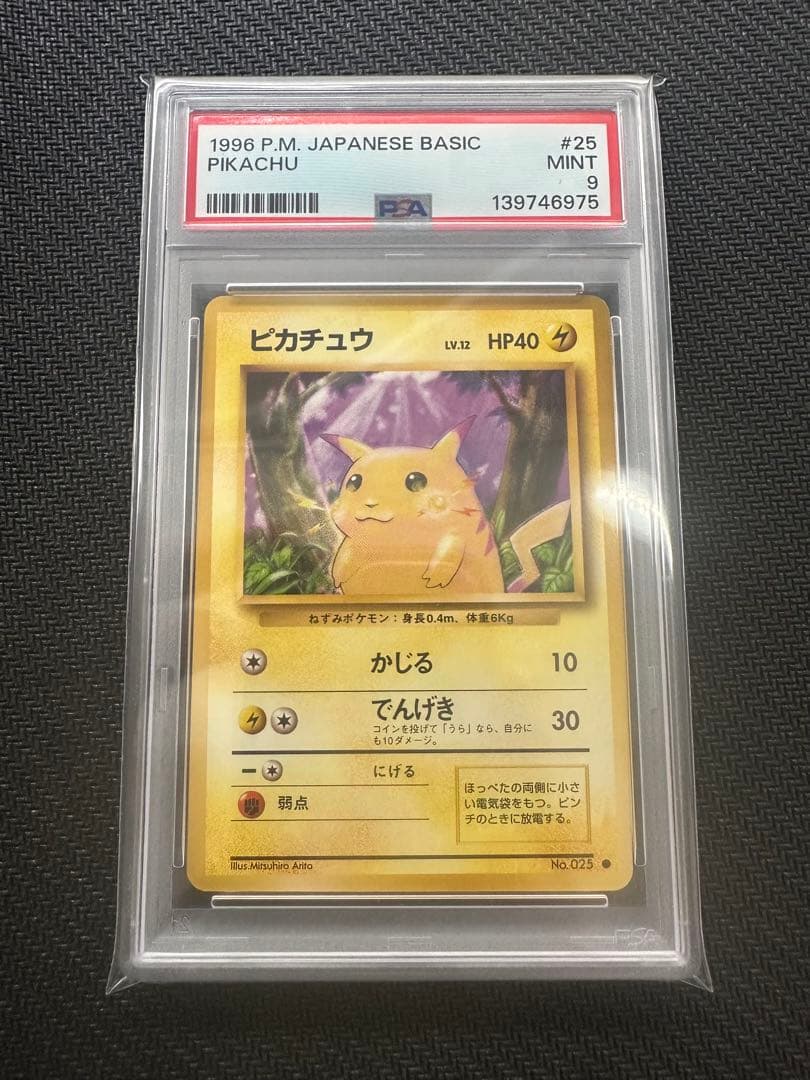 1996 P.M. JAPANESE BASIC #25
PIKACHU MINT
9
PSA 139746975
ピカチュウ LV.12 HP40
ねずみポケモン：身長0.4m、体重6Kg
かじる 10
でんげき 30
コインを投げて「うら」なら、自分に
も10ダメージ。
にげる
弱点
ほっぺたの両側に小さ
い電気袋をもつ。ピン
チのときに放電する。
Illus.Mitsuhiro Arita No.025
PSA